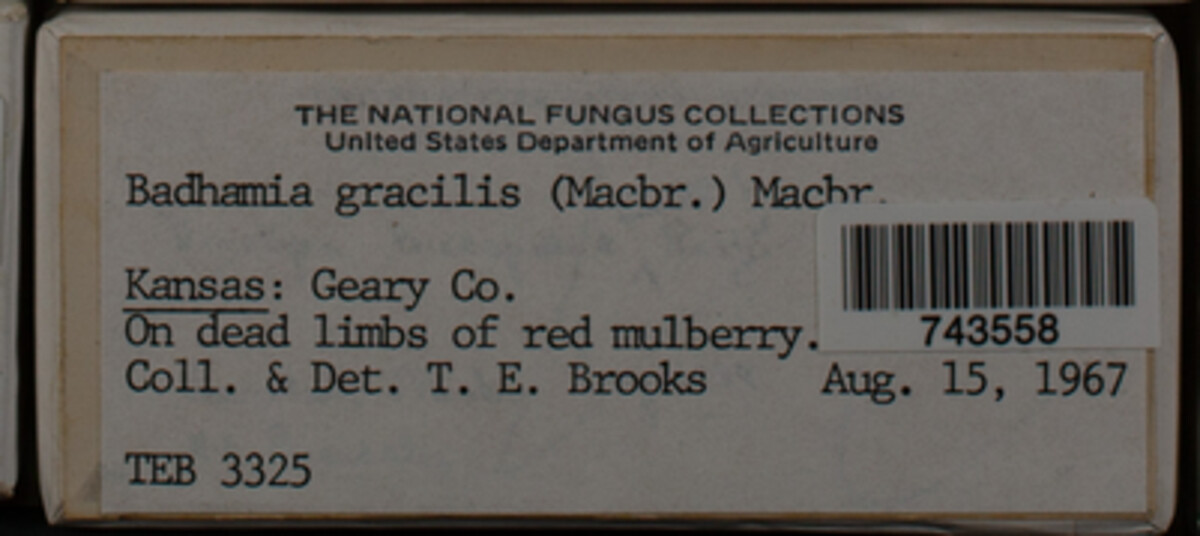 THE NATIONAL FUNGUS COLLECTIONS
United States Department of Agriculture
Badhamia gracilis (Macbr.) Macbr.
Kansas: Geary Co.
On dead limbs of red mulberry.
743558
Coll. & Det. T. E. Brooks Aug. 15, 1967
TEB 3325